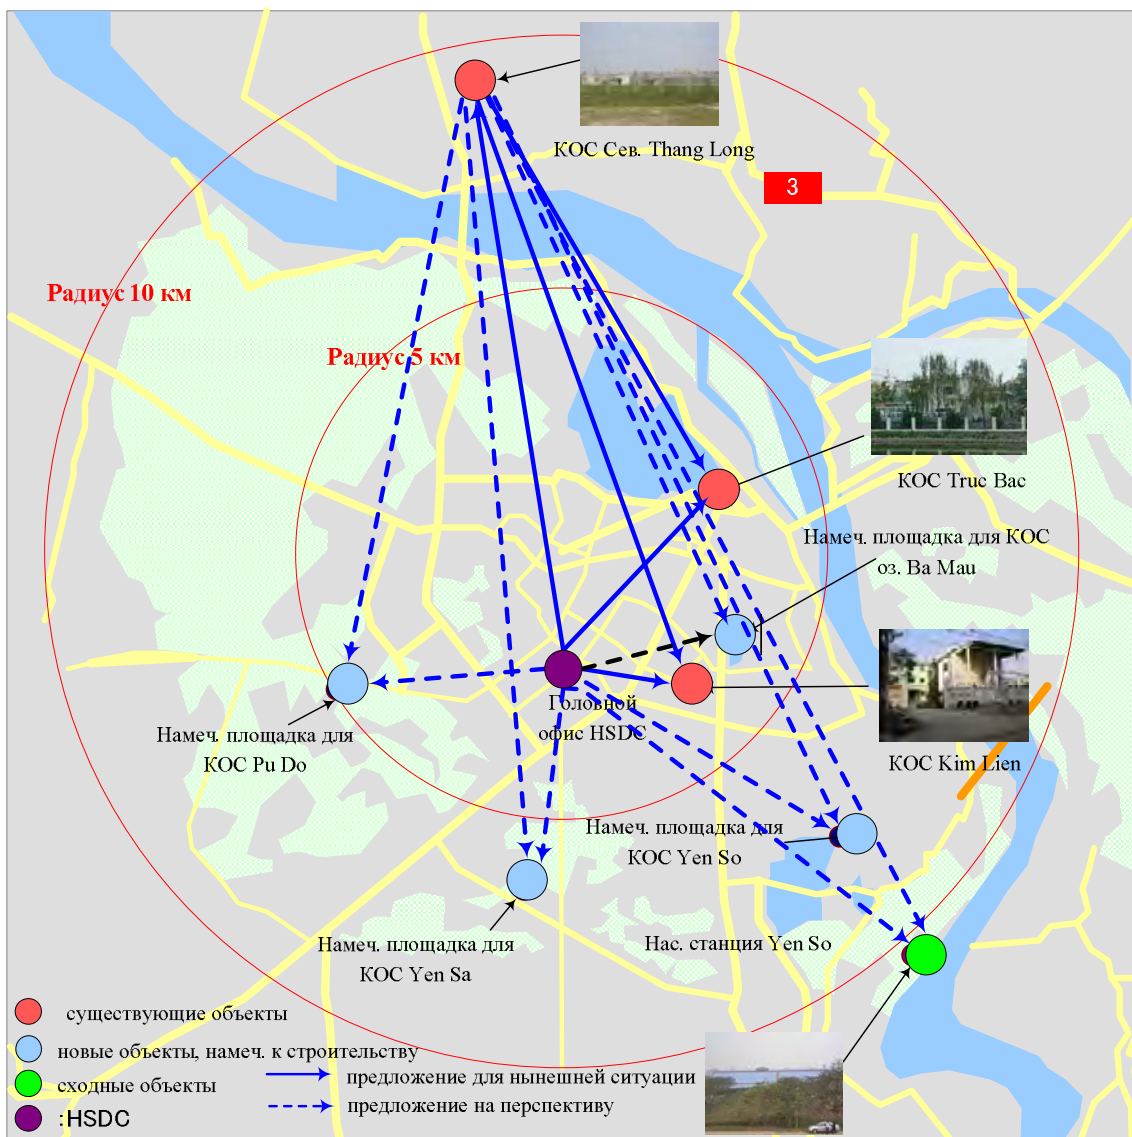 КОС Сев. Thang Long
3
Радиус 10 км
Радиус 5 км
КОС Truc Bac
Намеч. площадка для КОС
оз. Ba Mau
Головной
офис HSDC
Намеч. площадка для
КОС Pu Do
КОС Kim Lien
Намеч. площадка для
КОС Yen So
Намеч. площадка для
КОС Yen Sa
Нас. станция Yen So
существующие объекты
новые объекты, намеч. к строительству
сходные объекты
:HSDC
предложение для нынешней ситуации
предложение на перспективу